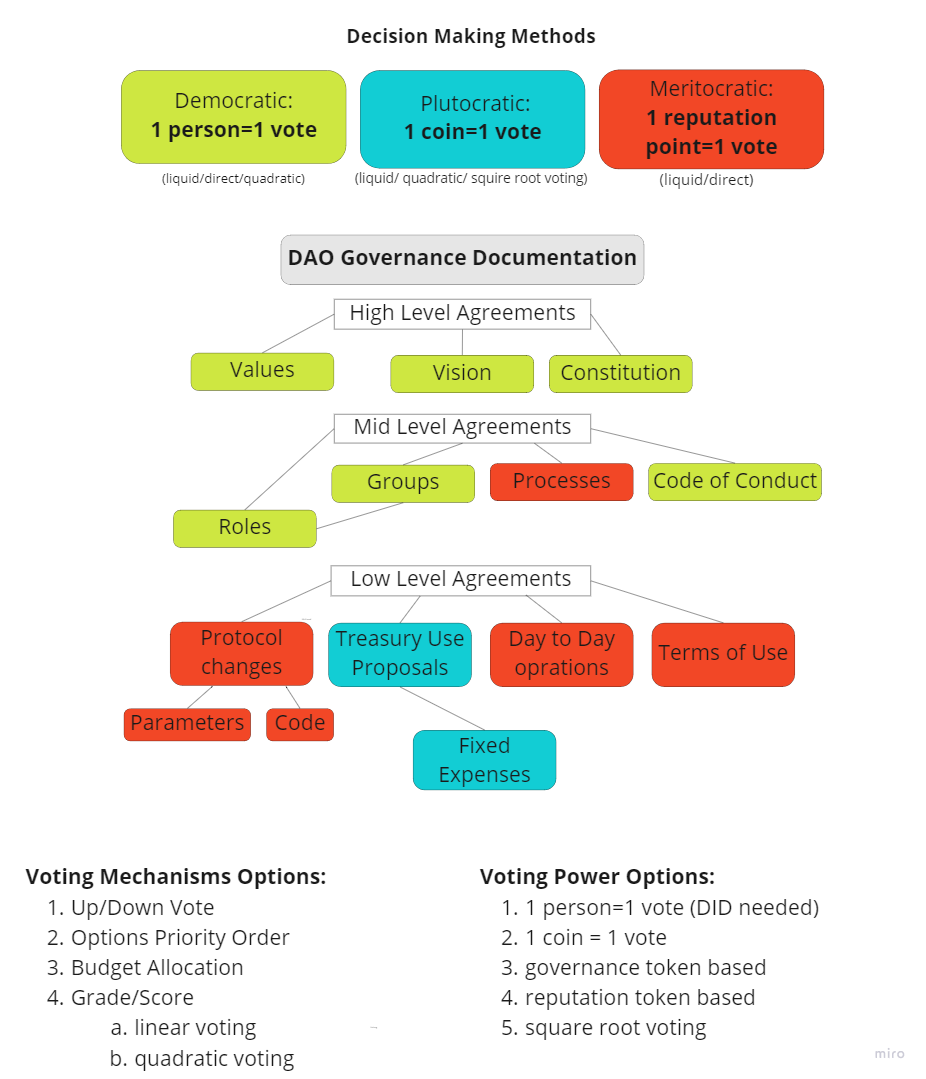 Decision Making Methods
Democratic:
1 person=1 vote
Plutocratic:
1 coin=1 vote
Meritocratic:
1 reputation
point=1 vote
(liquid/direct/quadratic)
(liquid/ quadratic/ squire root voting)
(liquid/direct)
DAO Governance Documentation
High Level Agreements
Values
Vision
Constitution
Mid Level Agreements
Groups
Processes
Code of Conduct
Roles
Low Level Agreements
Protocol
changes
Treasury Use
Proposals
Day to Day
oprations
Terms of Use
Parameters
Code
Fixed
Expenses
Voting Mechanisms Options:
1. Up/Down Vote
2. Options Priority Order
3. Budget Allocation
4. Grade/Score
a. linear voting
b. quadratic voting
Voting Power Options:
1. 1 person=1 vote (DID needed)
2. 1 coin = 1 vote
3. governance token based
4. reputation token based
5. square root voting
miro